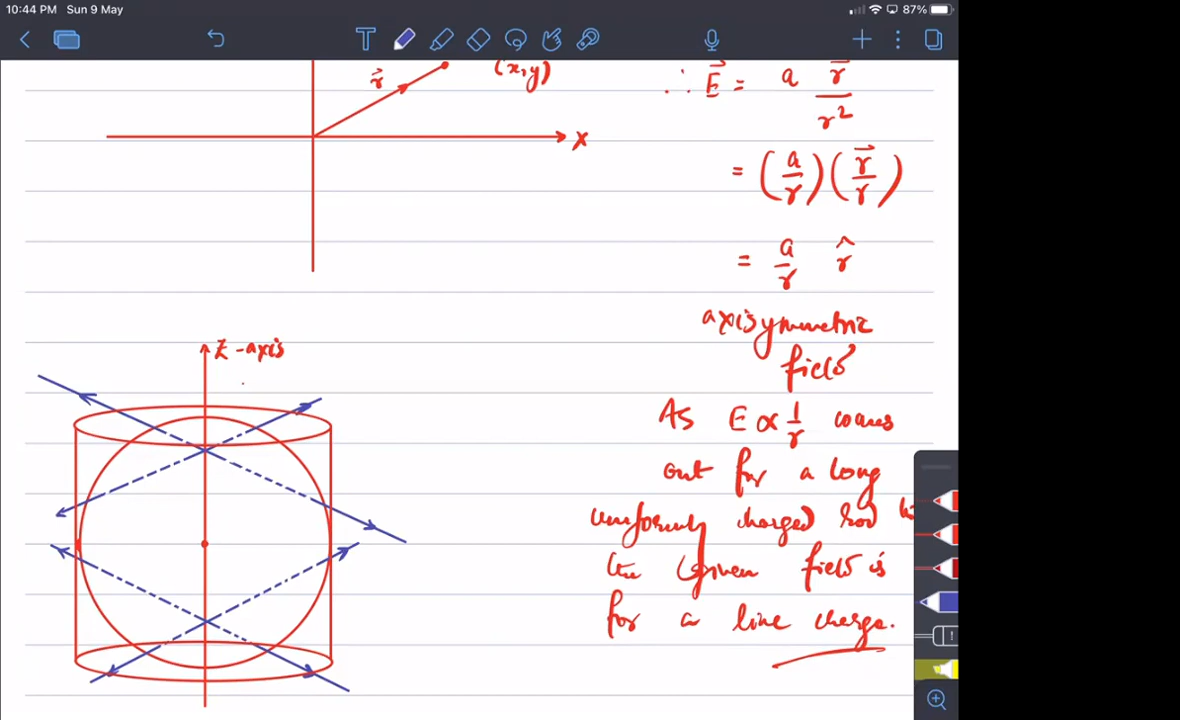 10:44 PM Sun 9 May
87%
T
(x,y)
r⃗
x
∴ E⃗ = a r⃗ / r²
= (a/r) (r⃗/r)
= a/r r̂
axisymmetric
field
z-axis
As E ∝ 1/r comes
out for a long
uniformly charged rod
the given field is
for a line charge.